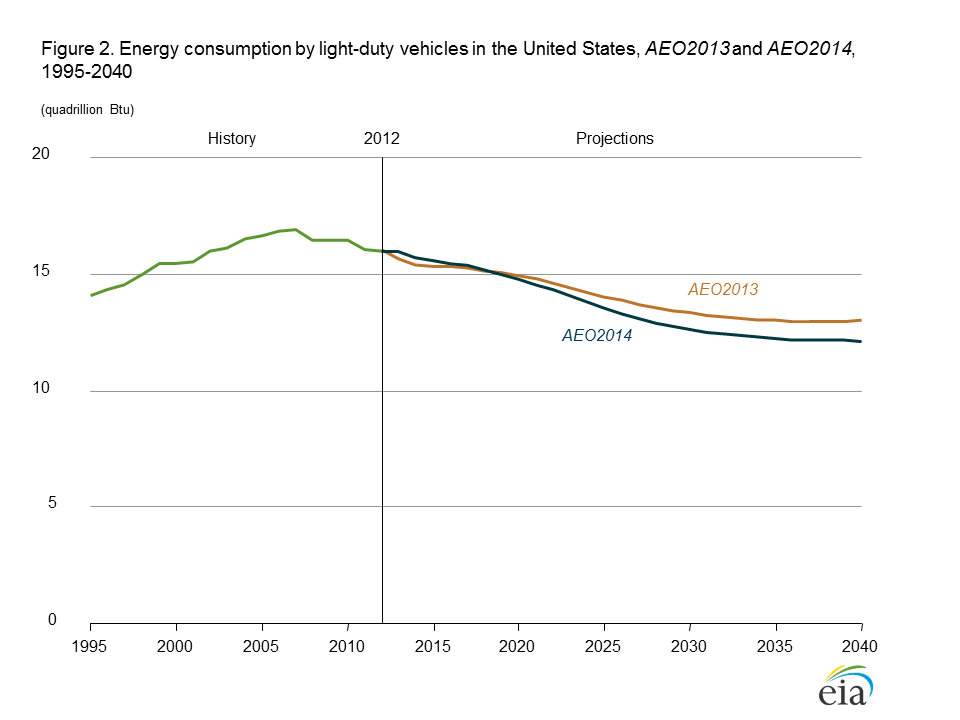 Figure 2. Energy consumption by light-duty vehicles in the United States, AEO2013 and AEO2014,
1995-2040
(quadrillion Btu)
History 2012 Projections
20
15
AEO2013
AEO2014
10
5
0
1995 2000 2005 2010 2015 2020 2025 2030 2035 2040
eia